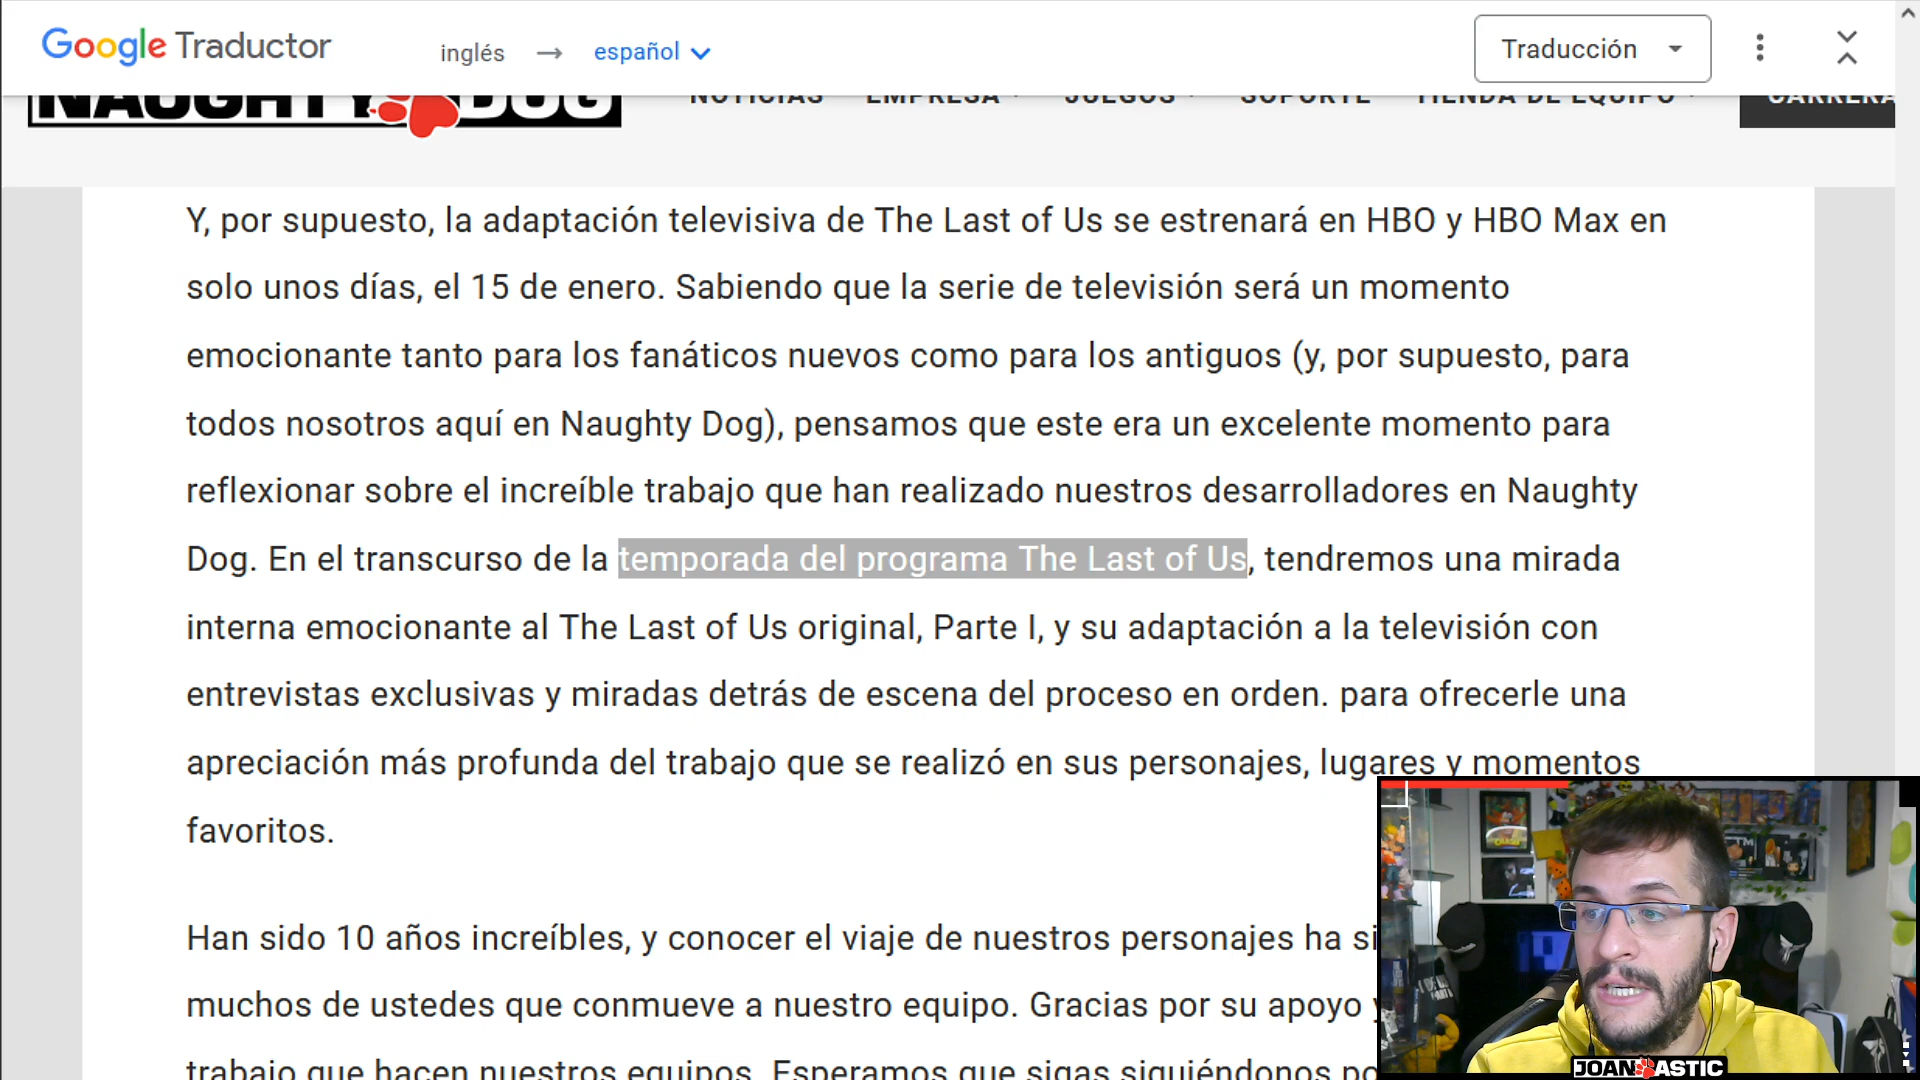 Google Traductor
inglés → español
Traducción
NAUGHTY DOG
NOTICIAS EMPRESA JUEGOS SOPORTE TIENDA DE EQUIPO CARRERA
Y, por supuesto, la adaptación televisiva de The Last of Us se estrenará en HBO y HBO Max en
solo unos días, el 15 de enero. Sabiendo que la serie de televisión será un momento
emocionante tanto para los fanáticos nuevos como para los antiguos (y, por supuesto, para
todos nosotros aquí en Naughty Dog), pensamos que este era un excelente momento para
reflexionar sobre el increíble trabajo que han realizado nuestros desarrolladores en Naughty
Dog. En el transcurso de la temporada del programa The Last of Us, tendremos una mirada
interna emocionante al The Last of Us original, Parte I, y su adaptación a la televisión con
entrevistas exclusivas y miradas detrás de escena del proceso en orden. para ofrecerle una
apreciación más profunda del trabajo que se realizó en sus personajes, lugares y momentos
favoritos.
Han sido 10 años increíbles, y conocer el viaje de nuestros personajes ha si
muchos de ustedes que conmueve a nuestro equipo. Gracias por su apoyo y
trabajo que hacen nuestros equipos. Esperamos que sigas siguiéndonos po
JOAN ASTIC